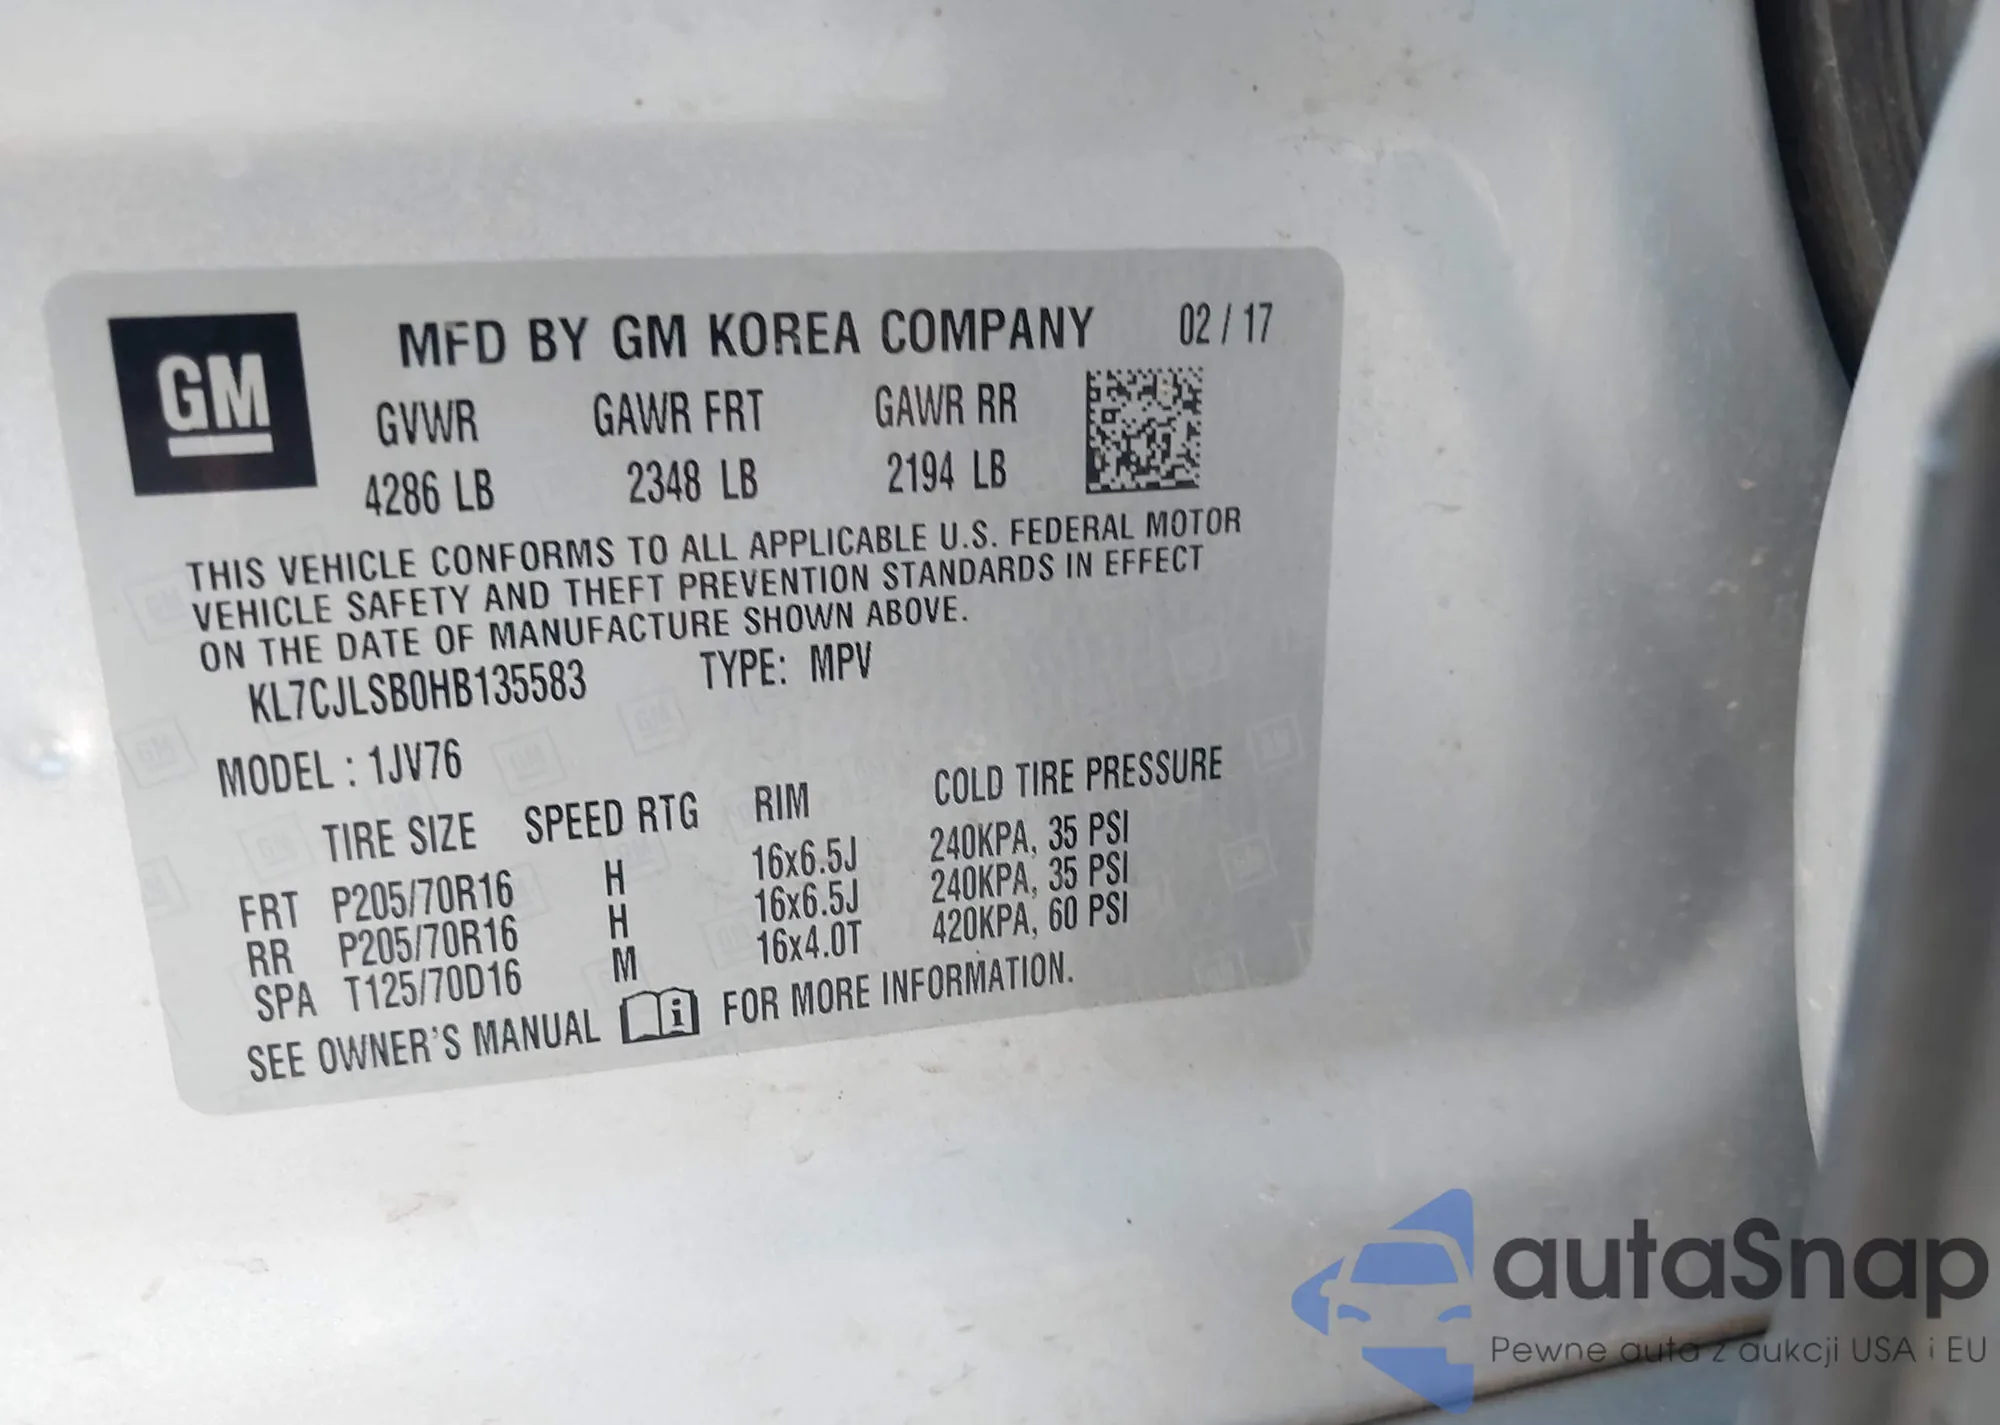 GM
MFD BY GM KOREA COMPANY 02 / 17
GVWR GAWR FRT GAWR RR
4286 LB 2348 LB 2194 LB
THIS VEHICLE CONFORMS TO ALL APPLICABLE U.S. FEDERAL MOTOR
VEHICLE SAFETY AND THEFT PREVENTION STANDARDS IN EFFECT
ON THE DATE OF MANUFACTURE SHOWN ABOVE.
KL7CJLSB0HB135583 TYPE: MPV
MODEL : 1JV76
TIRE SIZE SPEED RTG RIM COLD TIRE PRESSURE
FRT P205/70R16 H 16x6.5J 240KPA, 35 PSI
RR P205/70R16 H 16x6.5J 240KPA, 35 PSI
SPA T125/70D16 M 16x4.0T 420KPA, 60 PSI
SEE OWNER'S MANUAL i FOR MORE INFORMATION.
autaSnap
Pewne auta z aukcji USA i EU